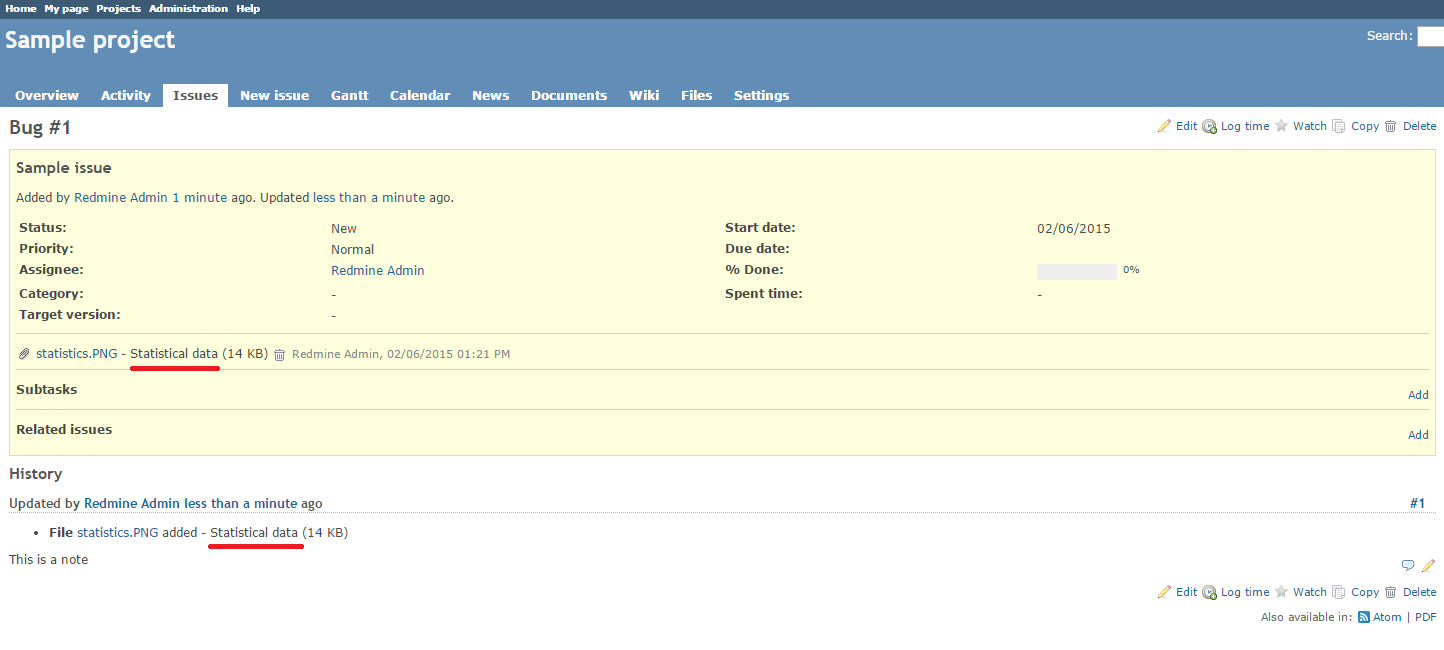 Home My page Projects Administration Help
Sample project
Search:
Overview Activity Issues New issue Gantt Calendar News Documents Wiki Files Settings
Bug #1
Edit Log time Watch Copy Delete
Sample issue
Added by Redmine Admin 1 minute ago. Updated less than a minute ago.
Status: New Start date: 02/06/2015
Priority: Normal Due date:
Assignee: Redmine Admin % Done: 0%
Category: - Spent time: -
Target version: -
statistics.PNG - Statistical data (14 KB) Redmine Admin, 02/06/2015 01:21 PM
Subtasks Add
Related issues Add
History
Updated by Redmine Admin less than a minute ago #1
• File statistics.PNG added - Statistical data (14 KB)
This is a note
Edit Log time Watch Copy Delete
Also available in: Atom | PDF